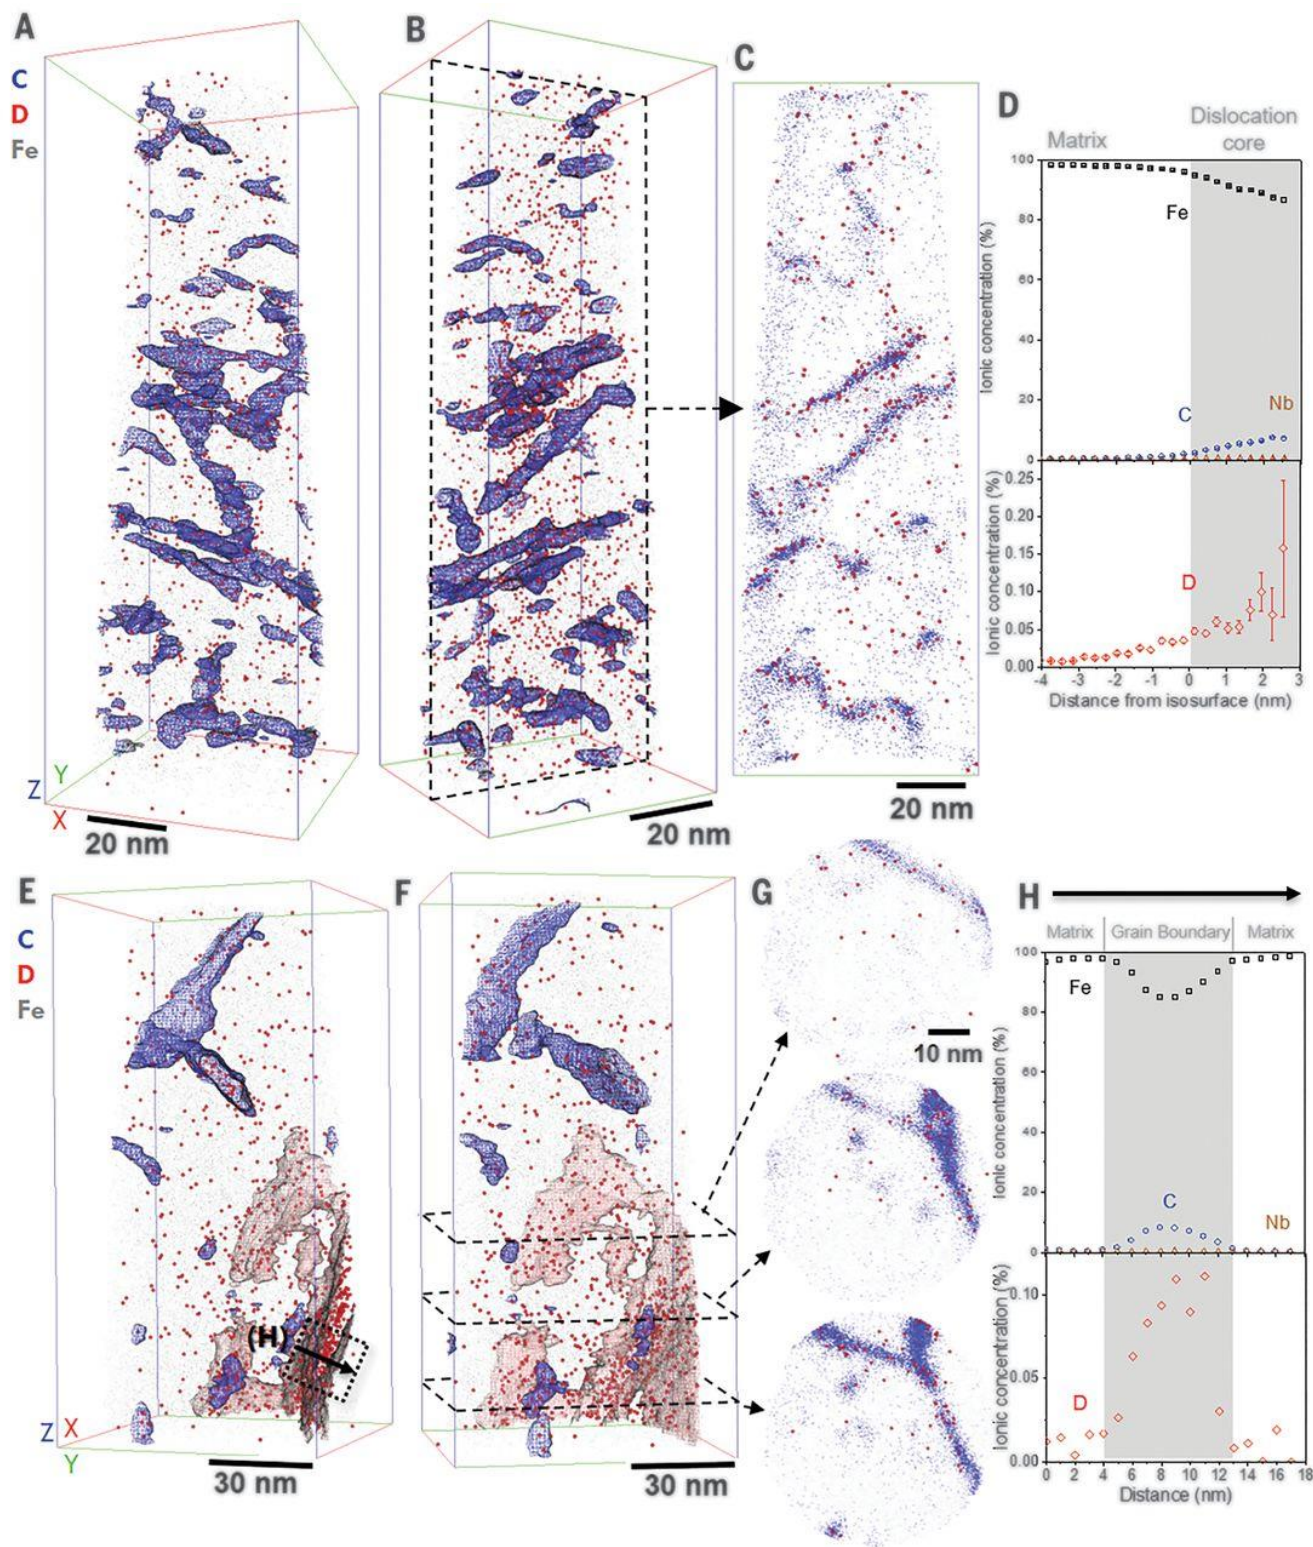 A
C
D
Fe
Z
Y
X
20 nm
B
20 nm
C
20 nm
D
Matrix
Dislocation
core
100
80
60
40
20
0
Ionic concentration (%)
Fe
C
Nb
0.25
0.20
0.15
0.10
0.05
0.00
Ionic concentration (%)
D
-4 -3 -2 -1 0 1 2 3
Distance from isosurface (nm)
E
C
D
Fe
(H)
Z
X
Y
30 nm
F
30 nm
G
10 nm
H
Matrix
Grain Boundary
Matrix
100
80
60
40
20
0
Ionic concentration (%)
Fe
C
Nb
0.10
0.05
0.00
Ionic concentration (%)
D
0 2 4 6 8 10 12 14 16 18
Distance (nm)